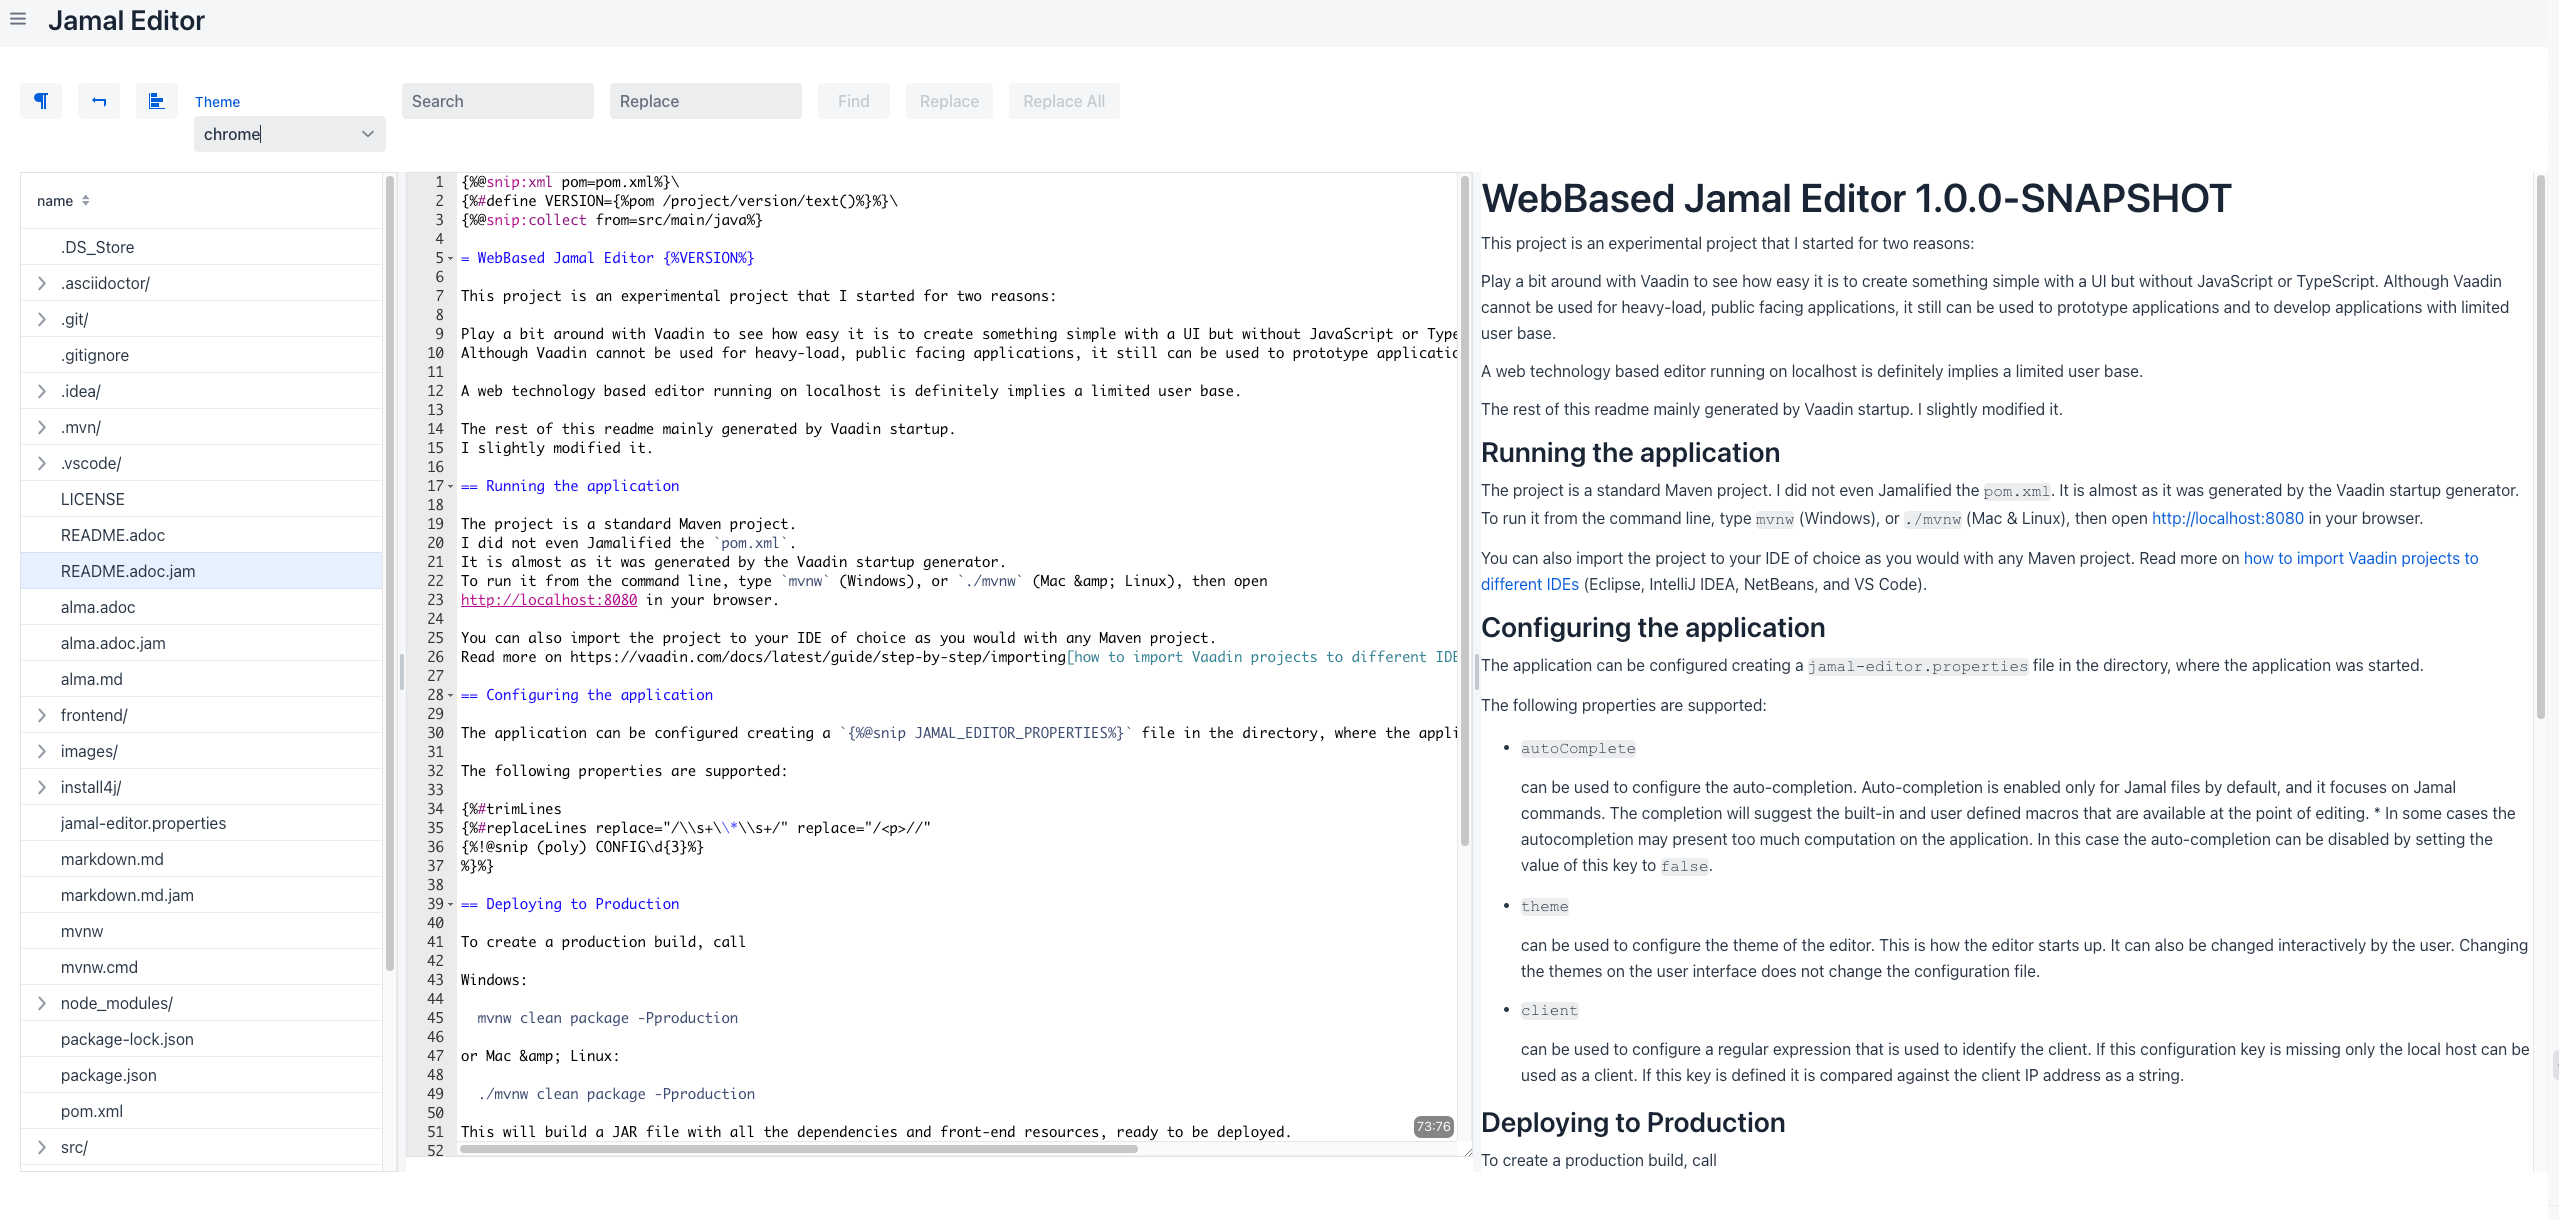 Jamal Editor
Theme
chrome
Search
Replace
Find
Replace
Replace All
name
.DS_Store
.asciidoctor/
.git/
.gitignore
.idea/
.mvn/
.vscode/
LICENSE
README.adoc
README.adoc.jam
alma.adoc
alma.adoc.jam
alma.md
frontend/
images/
install4j/
jamal-editor.properties
markdown.md
markdown.md.jam
mvnw
mvnw.cmd
node_modules/
package-lock.json
package.json
pom.xml
src/
1 {%@snip:xml pom=pom.xml%}\
2 {%#define VERSION={%pom /project/version/text()%}%}\
3 {%@snip:collect from=src/main/java%}
4
5 = WebBased Jamal Editor {%VERSION%}
6
7 This project is an experimental project that I started for two reasons:
8
9 Play a bit around with Vaadin to see how easy it is to create something simple with a UI but without JavaScript or Type
10 Although Vaadin cannot be used for heavy-load, public facing applications, it still can be used to prototype applicatio
11
12 A web technology based editor running on localhost is definitely implies a limited user base.
13
14 The rest of this readme mainly generated by Vaadin startup.
15 I slightly modified it.
16
17 == Running the application
18
19 The project is a standard Maven project.
20 I did not even Jamalified the `pom.xml`.
21 It is almost as it was generated by the Vaadin startup generator.
22 To run it from the command line, type `mvnw` (Windows), or `./mvnw` (Mac &amp; Linux), then open
23 http://localhost:8080 in your browser.
24
25 You can also import the project to your IDE of choice as you would with any Maven project.
26 Read more on https://vaadin.com/docs/latest/guide/step-by-step/importing[how to import Vaadin projects to different IDE
27
28 == Configuring the application
29
30 The application can be configured creating a `{%@snip JAMAL_EDITOR_PROPERTIES%}` file in the directory, where the appli
31
32 The following properties are supported:
33
34 {%#trimLines
35 {%#replaceLines replace="/\\s+\\*\\s+/" replace="/<p>//"
36 {%!@snip (poly) CONFIG\d{3}%}
37 %}%}
38
39 == Deploying to Production
40
41 To create a production build, call
42
43 Windows:
44
45 mvnw clean package -Pproduction
46
47 or Mac &amp; Linux:
48
49 ./mvnw clean package -Pproduction
50
51 This will build a JAR file with all the dependencies and front-end resources, ready to be deployed.
52
73:76
WebBased Jamal Editor 1.0.0-SNAPSHOT
This project is an experimental project that I started for two reasons:
Play a bit around with Vaadin to see how easy it is to create something simple with a UI but without JavaScript or TypeScript. Although Vaadin
cannot be used for heavy-load, public facing applications, it still can be used to prototype applications and to develop applications with limited
user base.
A web technology based editor running on localhost is definitely implies a limited user base.
The rest of this readme mainly generated by Vaadin startup. I slightly modified it.
Running the application
The project is a standard Maven project. I did not even Jamalified the pom.xml. It is almost as it was generated by the Vaadin startup generator.
To run it from the command line, type mvnw (Windows), or ./mvnw (Mac & Linux), then open http://localhost:8080 in your browser.
You can also import the project to your IDE of choice as you would with any Maven project. Read more on how to import Vaadin projects to
different IDEs (Eclipse, IntelliJ IDEA, NetBeans, and VS Code).
Configuring the application
The application can be configured creating a jamal-editor.properties file in the directory, where the application was started.
The following properties are supported:
• autoComplete
can be used to configure the auto-completion. Auto-completion is enabled only for Jamal files by default, and it focuses on Jamal
commands. The completion will suggest the built-in and user defined macros that are available at the point of editing. * In some cases the
autocompletion may present too much computation on the application. In this case the auto-completion can be disabled by setting the
value of this key to false.
• theme
can be used to configure the theme of the editor. This is how the editor starts up. It can also be changed interactively by the user. Changing
the themes on the user interface does not change the configuration file.
• client
can be used to configure a regular expression that is used to identify the client. If this configuration key is missing only the local host can be
used as a client. If this key is defined it is compared against the client IP address as a string.
Deploying to Production
To create a production build, call